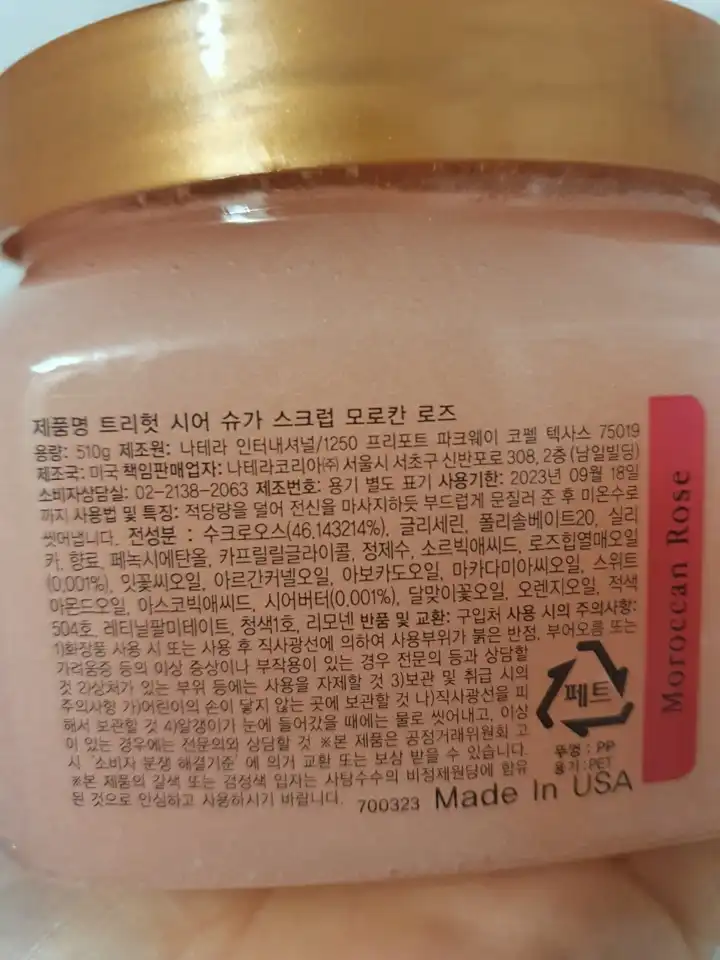 제품명 트리헛 시어 슈가 스크럽 모로칸 로즈
용량: 510g 제조원: 나테라 인터내셔널/1250 프리포트 파크웨이 코펠 텍사스 75019
제조국: 미국 책임판매업자: 나테라코리아㈜ 서울시 서초구 신반포로 308, 2층 (남일빌딩)
소비자상담실: 02-2138-2063 제조번호: 용기 별도 표기 사용기한: 2023년 09월 18일
까지 사용법 및 특징: 적당량을 덜어 전신을 마사지하듯 부드럽게 문질러 준 후 미온수로
씻어냅니다. 전성분 : 수크로오스(46.143214%), 글리세린, 폴리솔베이트20, 실리
카, 향료, 페녹시에탄올, 카프릴릴글라이콜, 정제수, 소르빅애씨드, 로즈힙열매오일
(0.001%), 잇꽃씨오일, 아르간커넬오일, 아보카도오일, 마카다미아씨오일, 스위트
아몬드오일, 아스코빅애씨드, 시어버터(0.001%), 달맞이꽃오일, 오렌지오일, 적색
504호, 레티닐팔미테이트, 청색1호, 리모넨 반품 및 교환: 구입처 사용 시의 주의사항:
1)화장품 사용 시 또는 사용 후 직사광선에 의하여 사용부위가 붉은 반점, 부어오름 또는
가려움증 등의 이상 증상이나 부작용이 있는 경우 전문의 등과 상담할
것 2)상처가 있는 부위 등에는 사용을 자제할 것 3)보관 및 취급 시의
주의사항 가)어린이의 손이 닿지 않는 곳에 보관할 것 나)직사광선을 피
해서 보관할 것 4)알갱이가 눈에 들어갔을 때에는 물로 씻어내고, 이상
이 있는 경우에는 전문의와 상담할 것 ※본 제품은 공정거래위원회 고
시 '소비자 분쟁 해결기준' 에 의거 교환 또는 보상 받을 수 있습니다.
※본 제품의 갈색 또는 검정색 입자는 사탕수수의 비정제원당에 함유
된 것으로 안심하고 사용하시기 바랍니다. 700323 Made In USA
페트
뚜껑 : PP
용기 : PET
Moroccan Rose